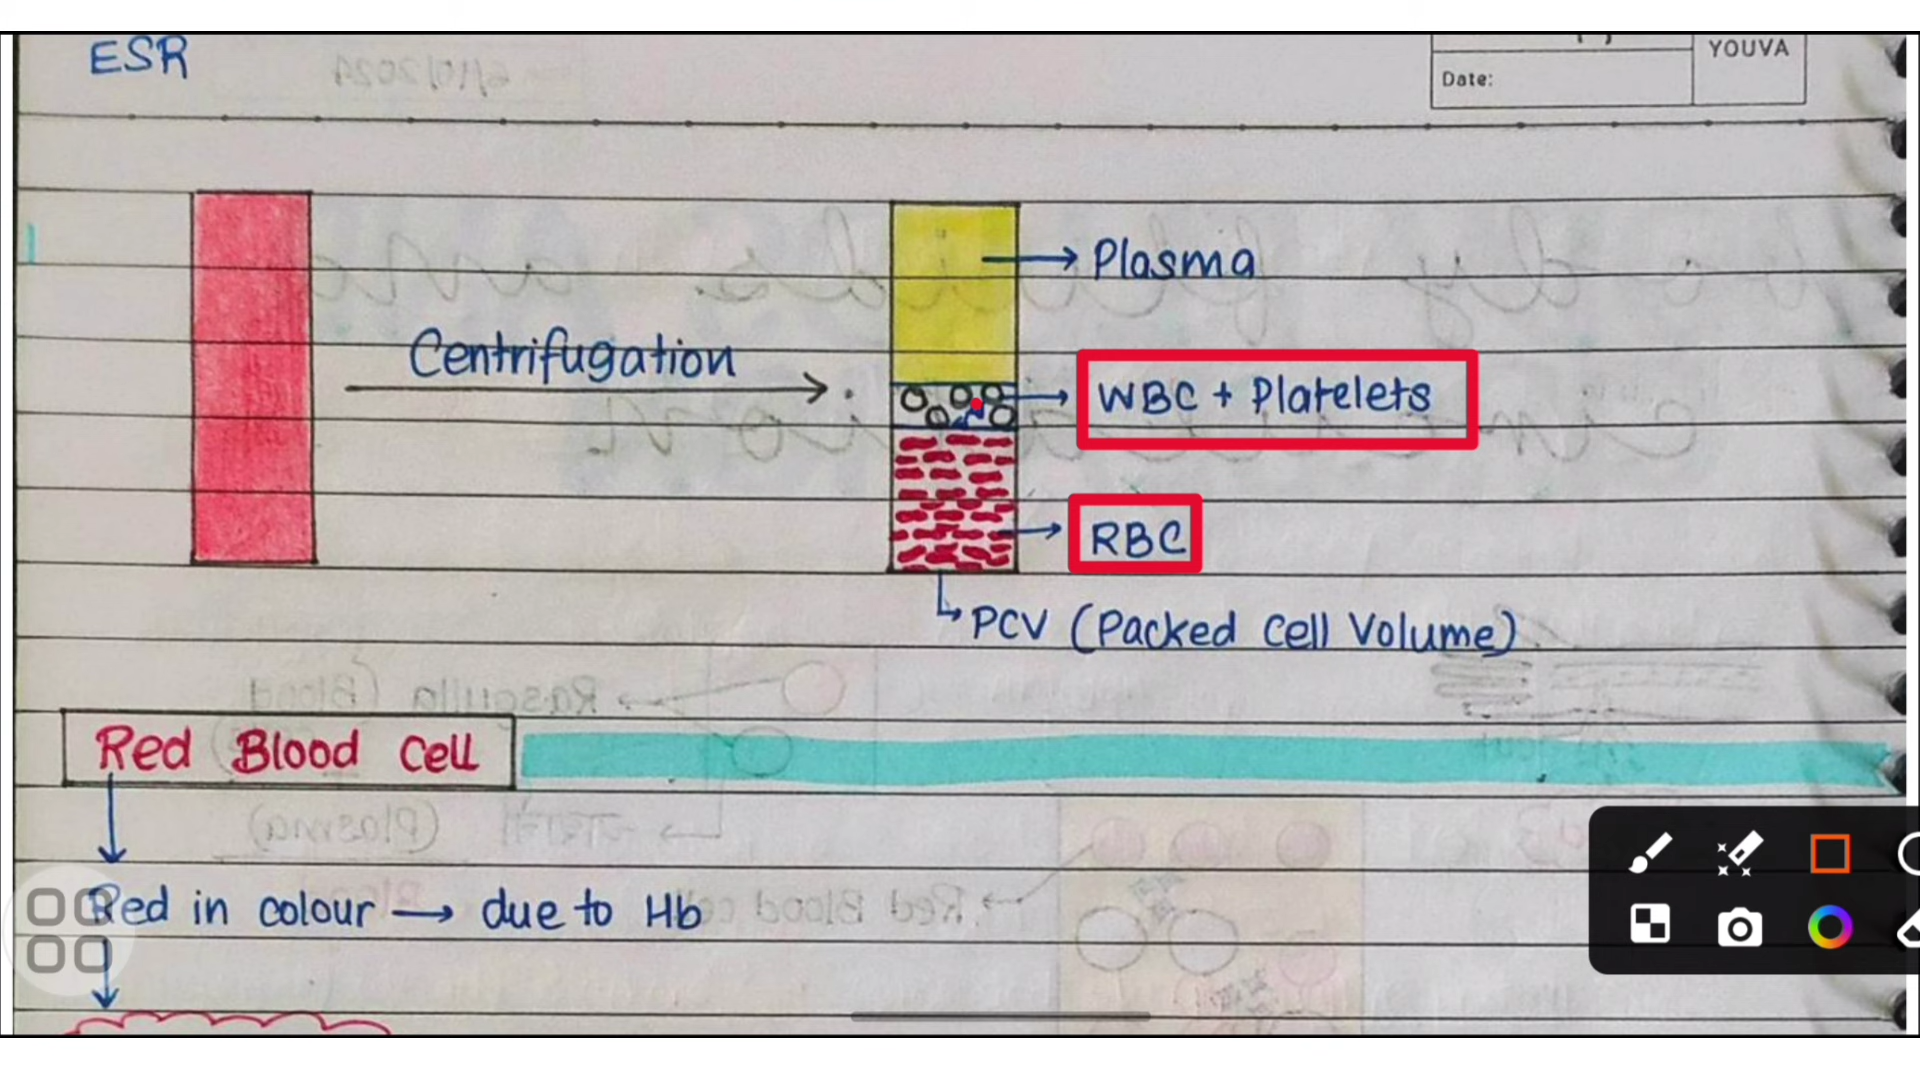 ESR
YOUVA
Date:
Plasma
Centrifugation
WBC + Platelets
RBC
PCV (Packed Cell Volume)
Red Blood Cell
Red in colour → due to Hb